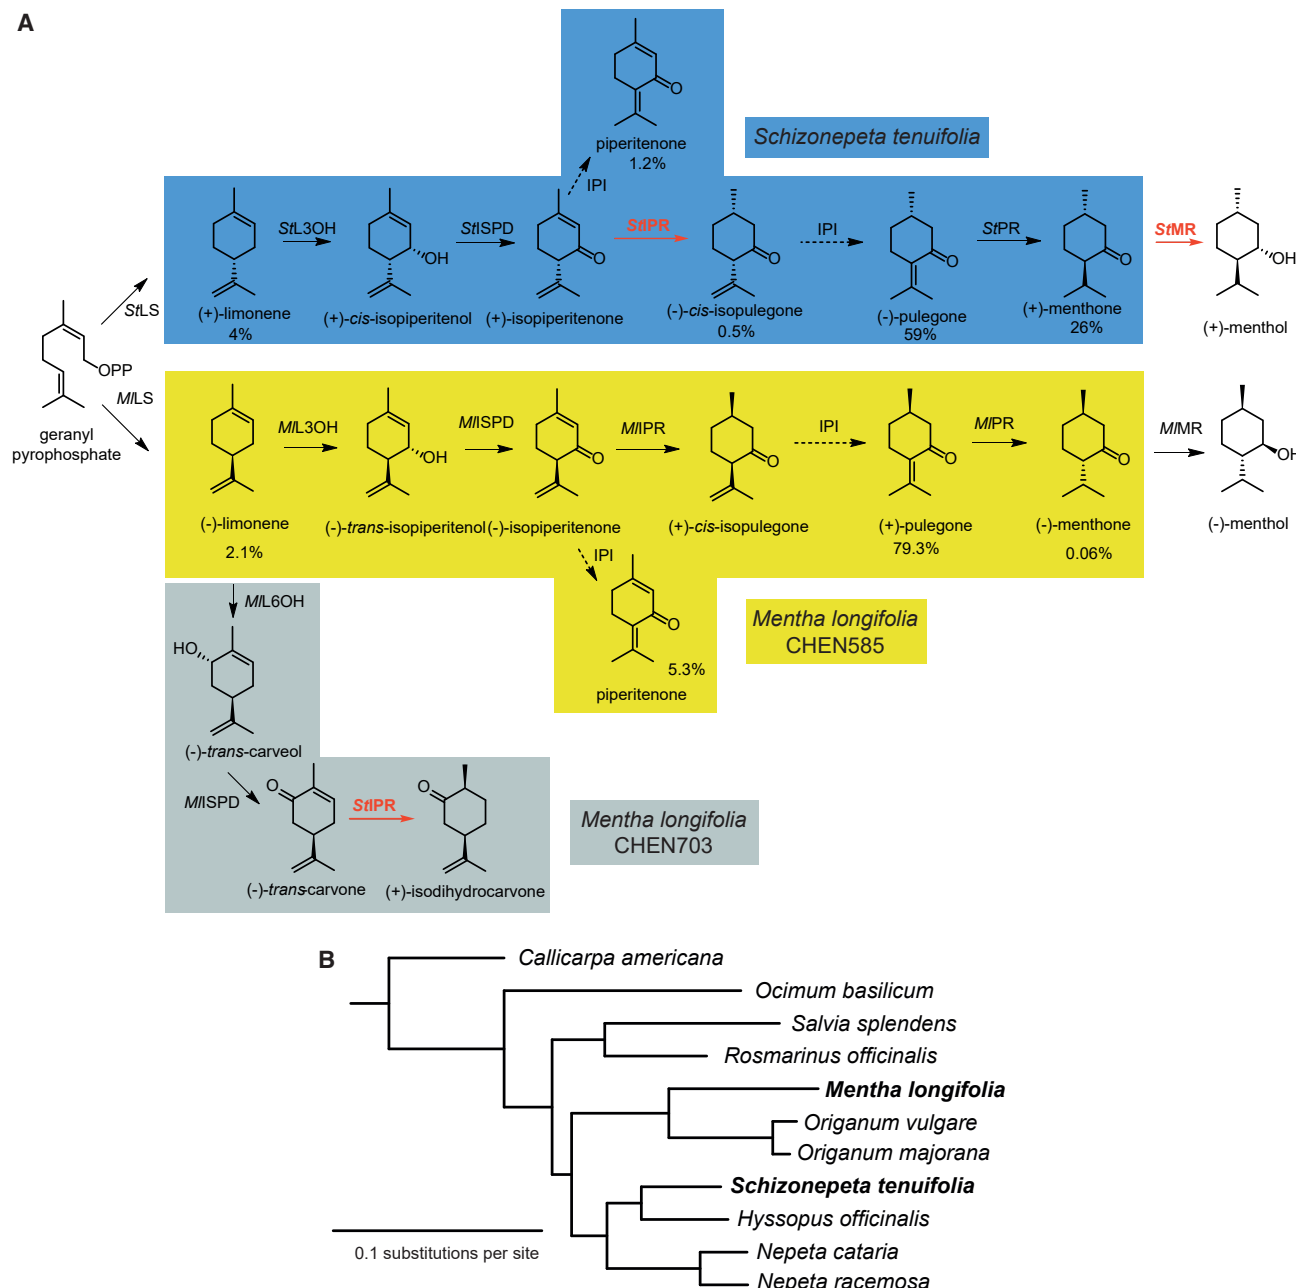 A
piperitenone
1.2%
Schizonepeta tenuifolia
IPI
StL3OH
StISPD
StIPR
IPI
StPR
StMR
OH
O
O
O
O
O
OH
(+)-limonene
4%
(+)-cis-isopiperitenol
(+)-isopiperitenone
(-)-cis-isopulegone
0.5%
(-)-pulegone
59%
(+)-menthone
26%
(+)-menthol
StLS
OPP
MlLS
geranyl
pyrophosphate
MlL3OH
MlISPD
MlIPR
IPI
MlPR
MlMR
OH
O
O
O
O
OH
(-)-limonene
2.1%
(-)-trans-isopiperitenol
(-)-isopiperitenone
(+)-cis-isopulegone
(+)-pulegone
79.3%
(-)-menthone
0.06%
(-)-menthol
IPI
O
5.3%
piperitenone
Mentha longifolia
CHEN585
MlL6OH
HO
(-)-trans-carveol
MlISPD
O
StIPR
O
(-)-trans-carvone
(+)-isodihydrocarvone
Mentha longifolia
CHEN703
B
Callicarpa americana
Ocimum basilicum
Salvia splendens
Rosmarinus officinalis
Mentha longifolia
Origanum vulgare
Origanum majorana
Schizonepeta tenuifolia
Hyssopus officinalis
Nepeta cataria
Nepeta racemosa
0.1 substitutions per site